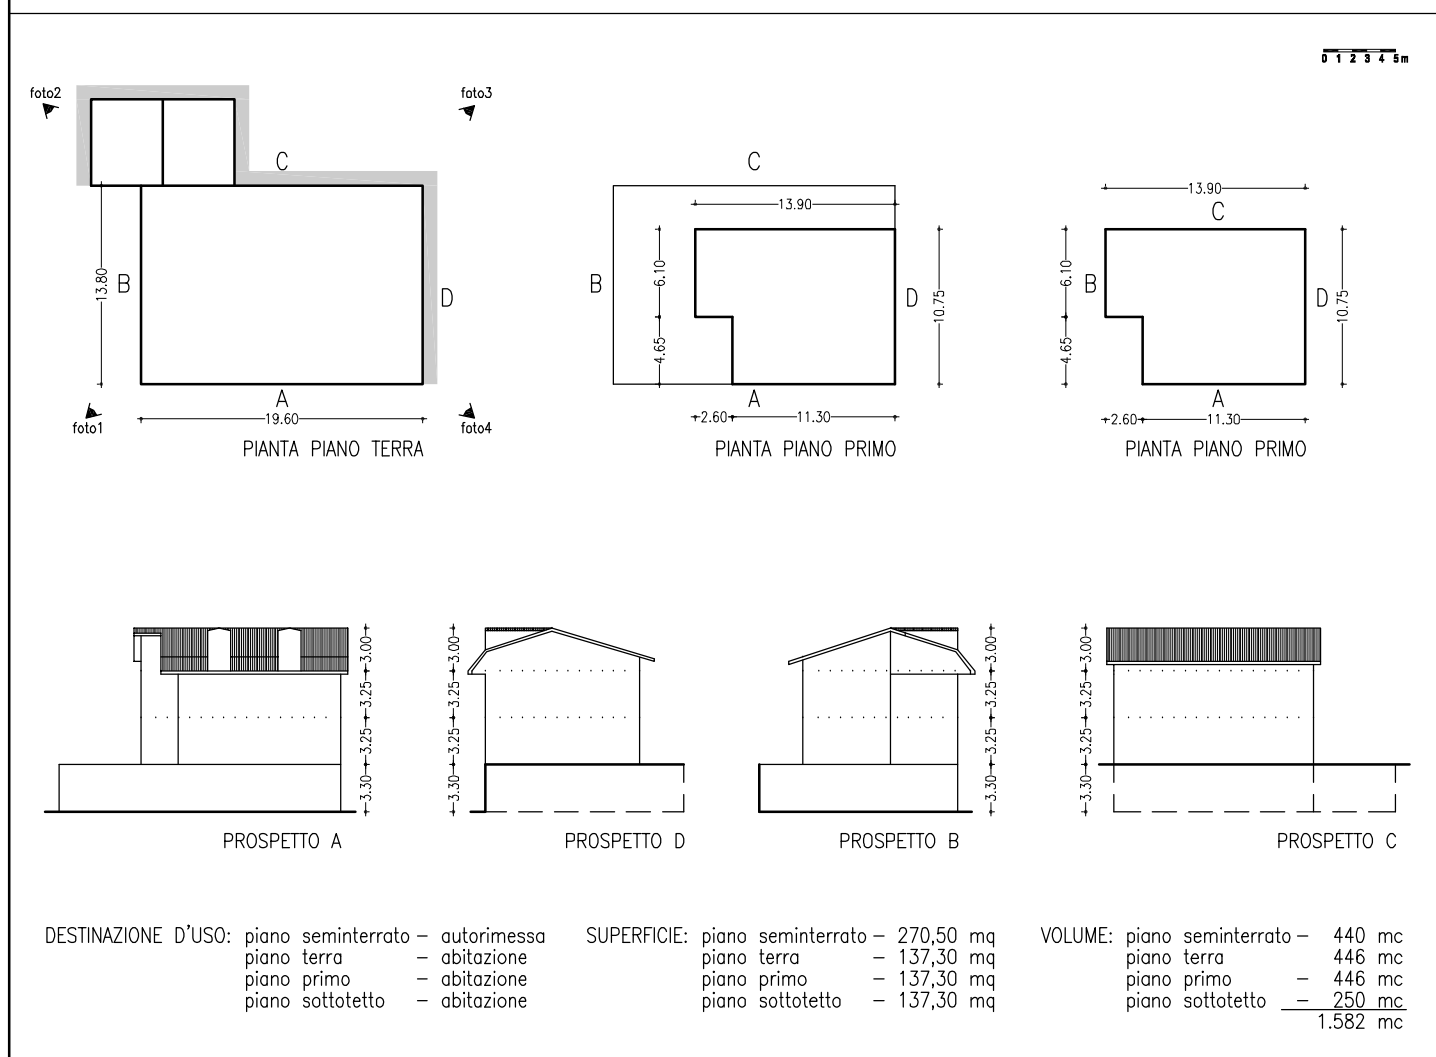 0 1 2 3 4 5m
foto2
foto3
C
13.80
B
D
A
19.60
foto1
foto4
PIANTA PIANO TERRA
C
13.90
B
6.10
4.65
D
10.75
A
2.60
11.30
PIANTA PIANO PRIMO
13.90
C
6.10
B
4.65
D
10.75
A
2.60
11.30
PIANTA PIANO PRIMO
3.00
3.25
3.25
3.30
PROSPETTO A
3.00
3.25
3.25
3.30
PROSPETTO D
3.00
3.25
3.25
3.30
PROSPETTO B
3.00
3.25
3.25
3.30
PROSPETTO C
DESTINAZIONE D'USO: piano seminterrato – autorimessa
piano terra – abitazione
piano primo – abitazione
piano sottotetto – abitazione
SUPERFICIE: piano seminterrato – 270,50 mq
piano terra – 137,30 mq
piano primo – 137,30 mq
piano sottotetto – 137,30 mq
VOLUME: piano seminterrato – 440 mc
piano terra 446 mc
piano primo – 446 mc
piano sottotetto – 250 mc
1.582 mc